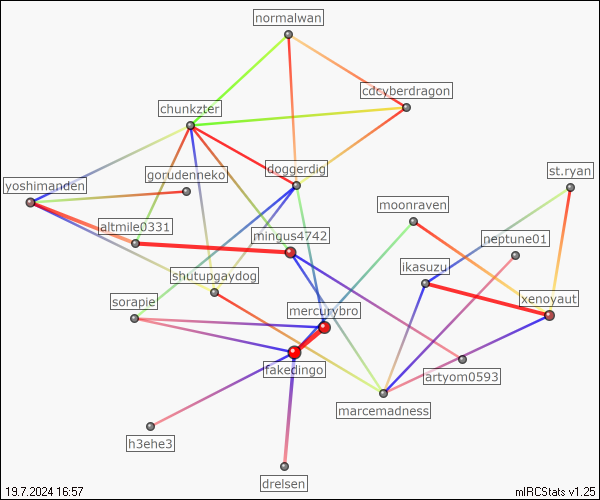 normalwan
cdcyberdragon
chunkzter
doggerdig
st.ryan
gorudenneko
yoshimanden
moonraven
altmile0331
mingus4742
neptune01
ikasuzu
shutupgaydog
sorapie
mercurybro
xenoyaut
fakedingo
artyom0593
marcemadness
h3ehe3
drelsen
19.7.2024 16:57
mIRCStats v1.25